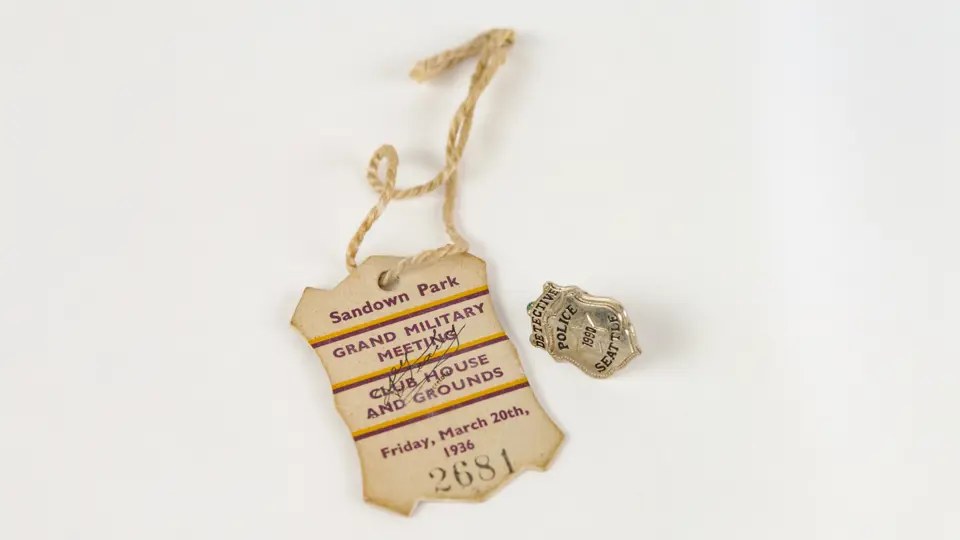 Sandown Park
GRAND MILITARY
MEETING
CLUB HOUSE
AND GROUNDS
Friday, March 20th,
1936
2681
DETECTIVE
POLICE
1990
SEATTLE